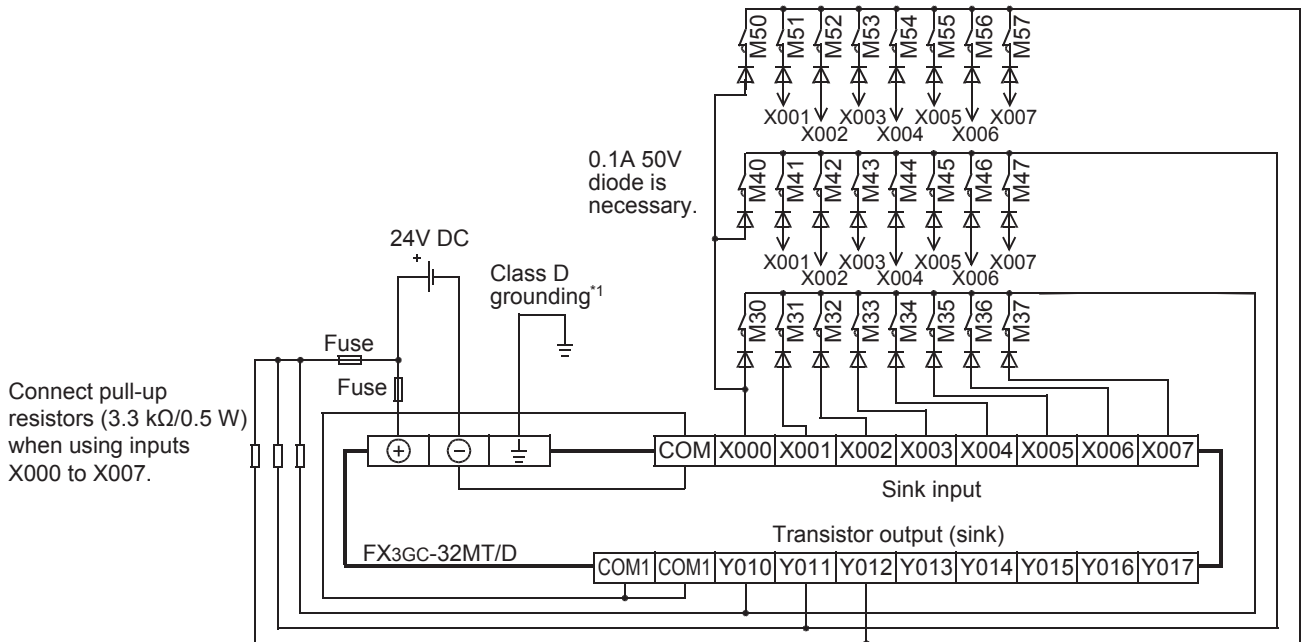 M50 M51 M52 M53 M54 M55 M56 M57
X001 X003 X005 X007
X002 X004 X006
0.1A 50V
diode is
necessary.
M40 M41 M42 M43 M44 M45 M46 M47
X001 X003 X005 X007
X002 X004 X006
24V DC
+
Class D
grounding*1
M30 M31 M32 M33 M34 M35 M36 M37
Fuse
Fuse
Connect pull-up
resistors (3.3 kΩ/0.5 W)
when using inputs
X000 to X007.
+ −
COM X000 X001 X002 X003 X004 X005 X006 X007
Sink input
Transistor output (sink)
FX3GC-32MT/D
COM1 COM1 Y010 Y011 Y012 Y013 Y014 Y015 Y016 Y017